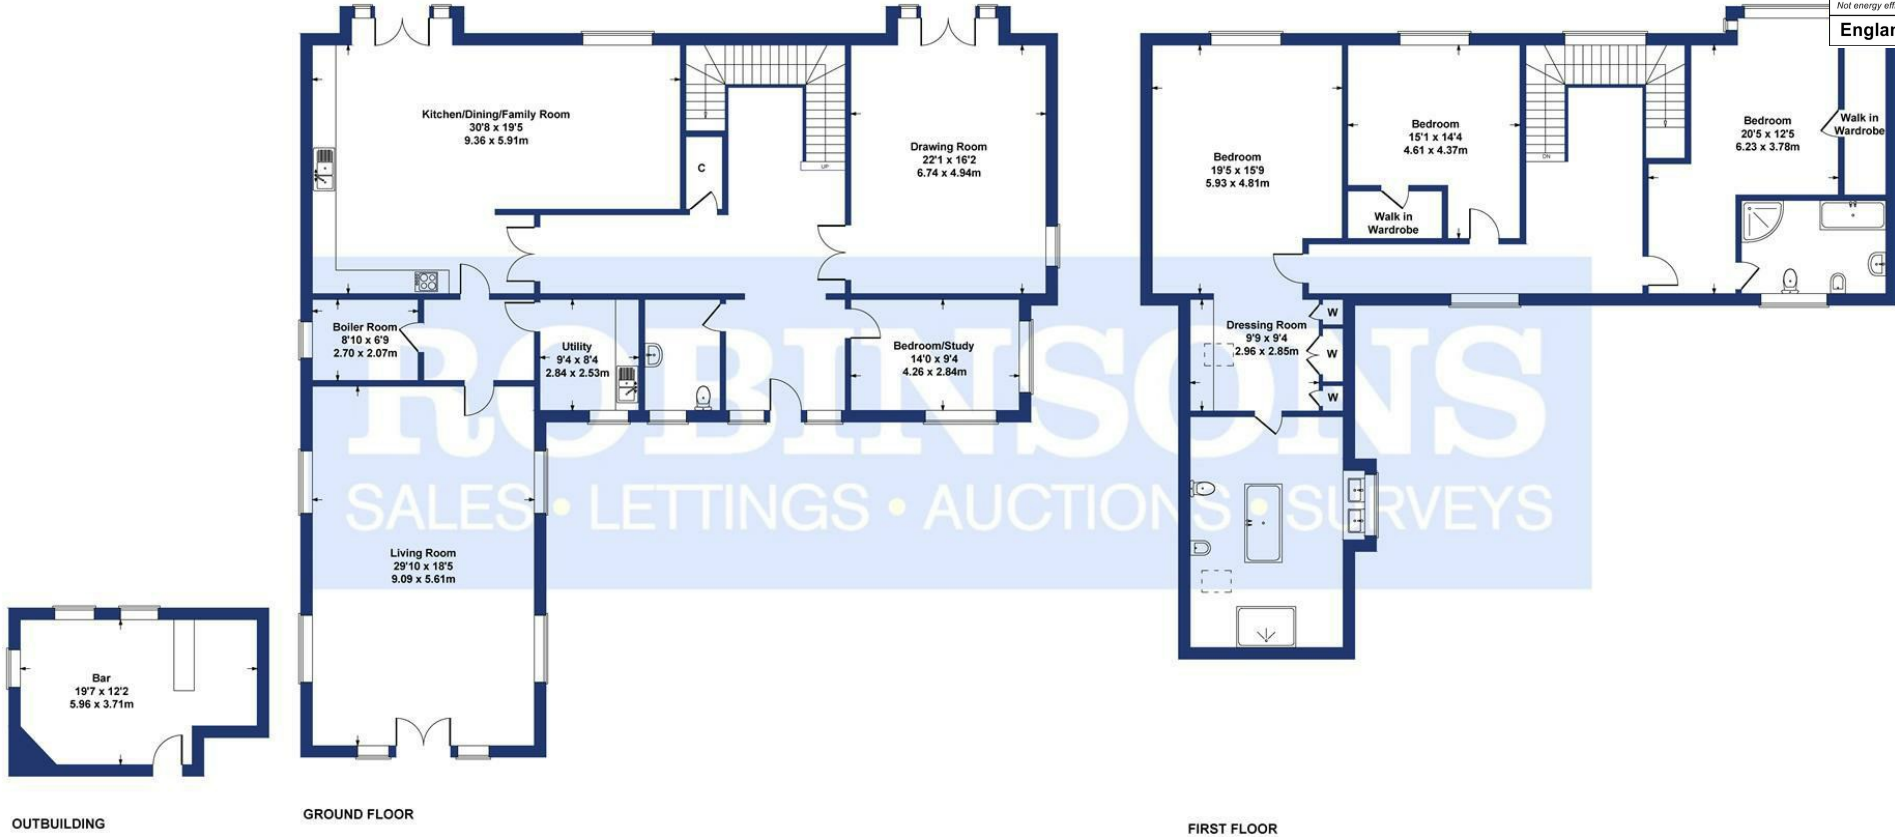 Not energy eff
Englan
Kitchen/Dining/Family Room
30'8 x 19'5
9.36 x 5.91m
C
UP
Drawing Room
22'1 x 16'2
6.74 x 4.94m
Boiler Room
8'10 x 6'9
2.70 x 2.07m
Utility
9'4 x 8'4
2.84 x 2.53m
Bedroom/Study
14'0 x 9'4
4.26 x 2.84m
Living Room
29'10 x 18'5
9.09 x 5.61m
Bar
19'7 x 12'2
5.96 x 3.71m
OUTBUILDING
GROUND FLOOR
Bedroom
19'5 x 15'9
5.93 x 4.81m
Bedroom
15'1 x 14'4
4.61 x 4.37m
Walk in
Wardrobe
DN
Bedroom
20'5 x 12'5
6.23 x 3.78m
Walk in
Wardrobe
Dressing Room
9'9 x 9'4
2.96 x 2.85m
W
W
W
FIRST FLOOR
ROBINSONS
SALES • LETTINGS • AUCTIONS • SURVEYS